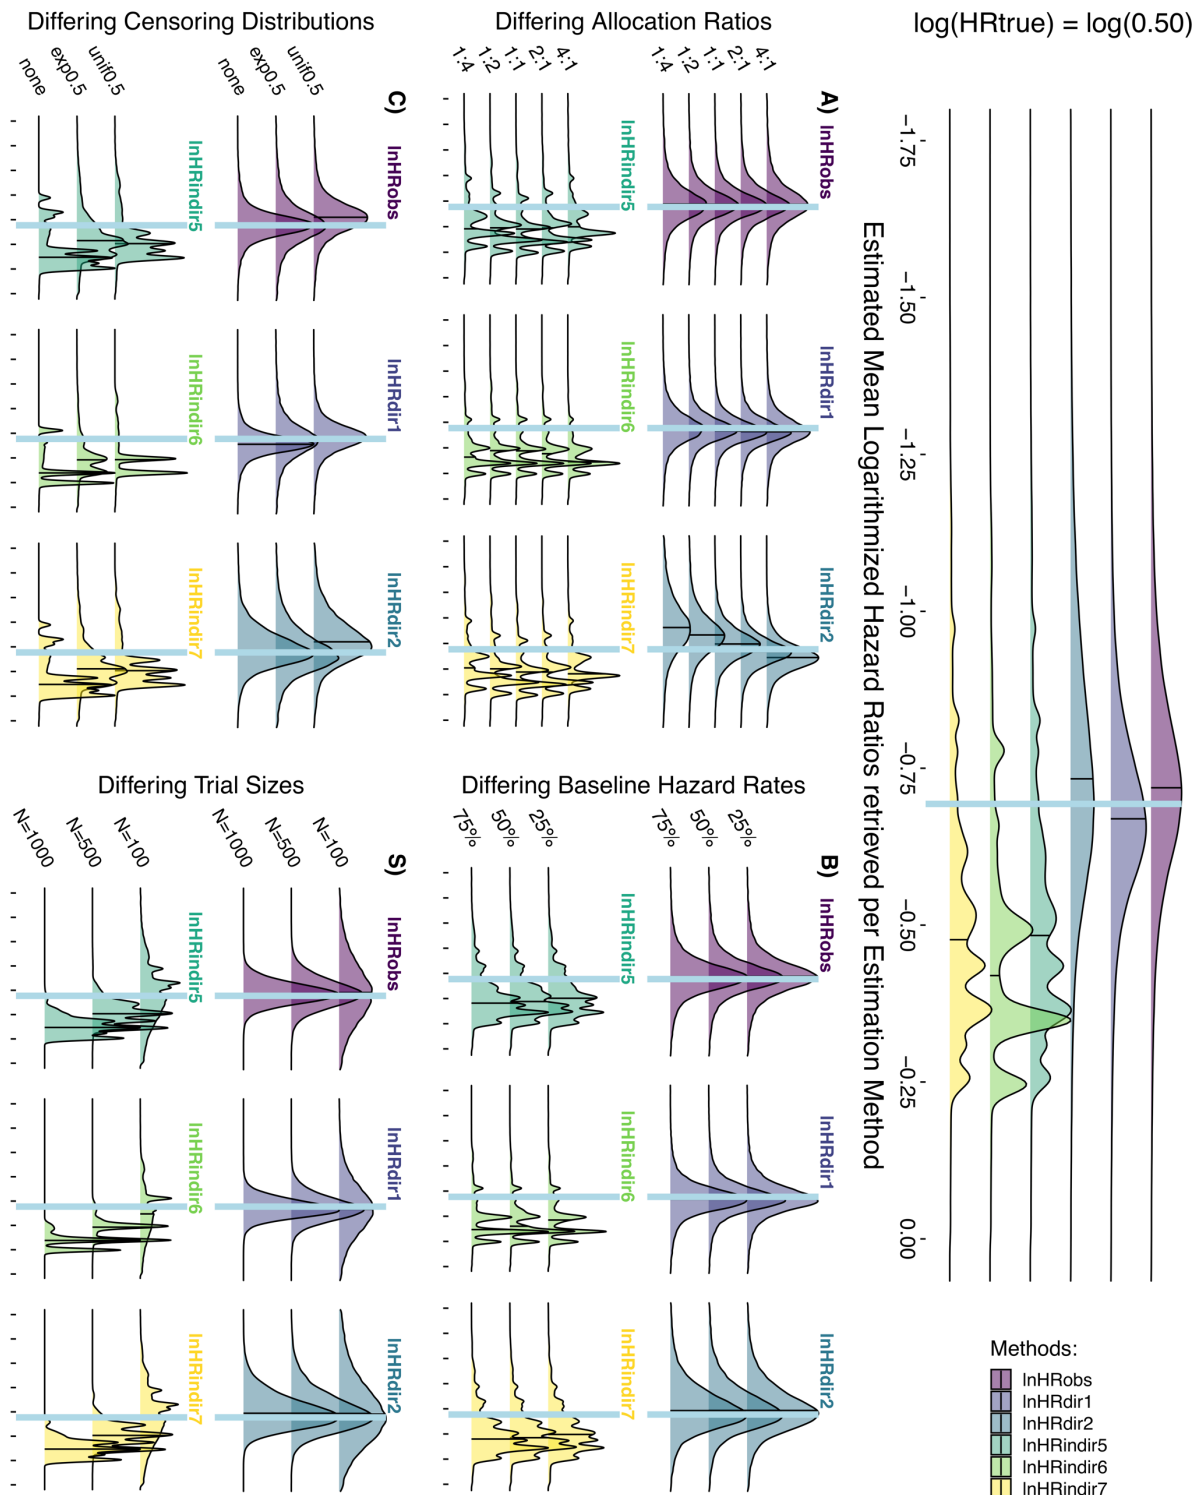 log(HRtrue) = log(0.50)
−1.75
−1.50
−1.25
−1.00
−0.75
−0.50
−0.25
0.00
Estimated Mean Logarithmized Hazard Ratios retrieved per Estimation Method
Methods:
lnHRobs
lnHRdir1
lnHRdir2
lnHRindir5
lnHRindir6
lnHRindir7
A)
Differing Allocation Ratios
lnHRobs
lnHRdir1
lnHRdir2
4:1
2:1
1:1
1:2
1:4
lnHRindir5
lnHRindir6
lnHRindir7
4:1
2:1
1:1
1:2
1:4
B)
Differing Baseline Hazard Rates
lnHRobs
lnHRdir1
lnHRdir2
25%
50%
75%
lnHRindir5
lnHRindir6
lnHRindir7
25%
50%
75%
C)
Differing Censoring Distributions
lnHRobs
lnHRdir1
lnHRdir2
unif0.5
exp0.5
none
lnHRindir5
lnHRindir6
lnHRindir7
unif0.5
exp0.5
none
S)
Differing Trial Sizes
lnHRobs
lnHRdir1
lnHRdir2
N=100
N=500
N=1000
lnHRindir5
lnHRindir6
lnHRindir7
N=100
N=500
N=1000